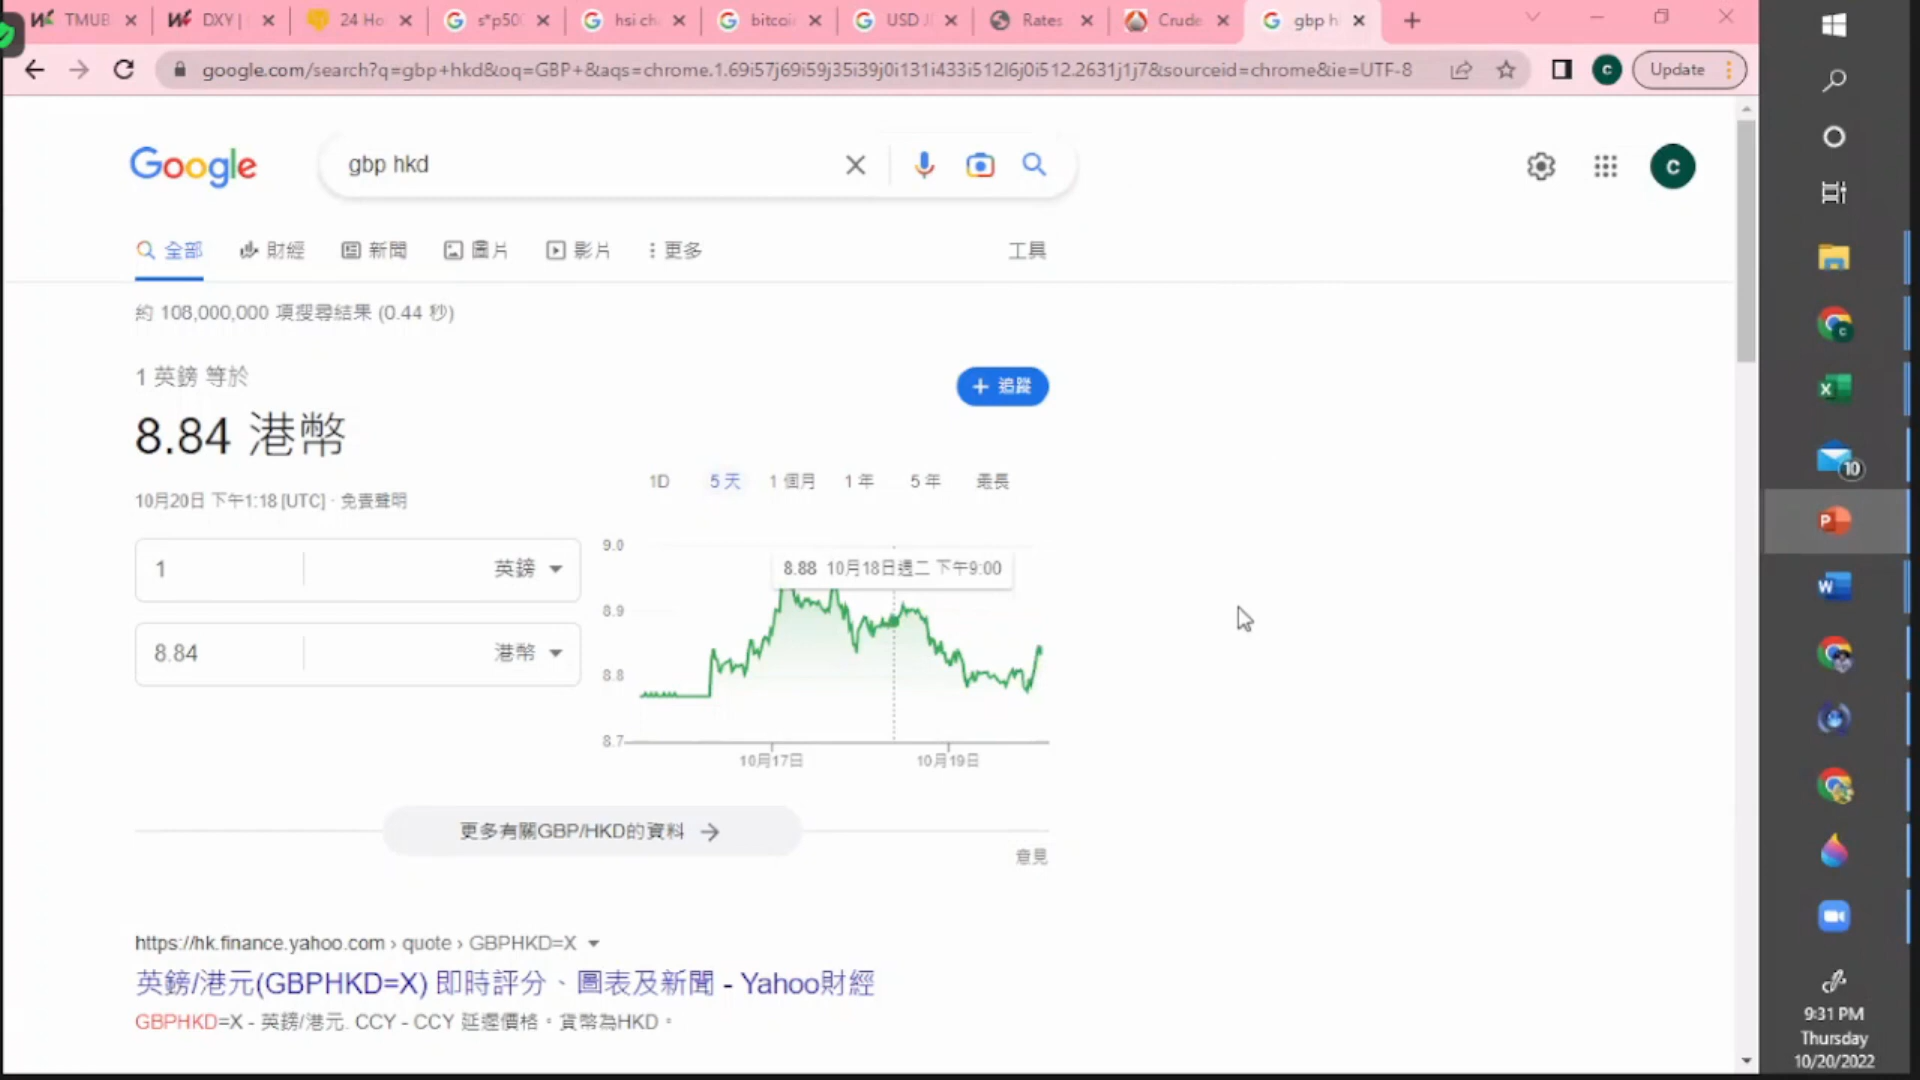 TMUB
DXY |
24 Ho
s*p500
hsi ch
bitcoi
USD J
Rates
Crude
gbp h
google.com/search?q=gbp+hkd&oq=GBP+&aqs=chrome.1.69i57j69i59j35i39j0i131i433i512l6j0i512.2631j1j7&sourceid=chrome&ie=UTF-8
C
Update
Google
gbp hkd
C
全部
財經
新聞
圖片
影片
更多
工具
約 108,000,000 項搜尋結果 (0.44 秒)
1 英鎊 等於
+ 追蹤
8.84 港幣
10月20日 下午1:18 [UTC] · 免責聲明
1D
5 天
1 個月
1 年
5 年
最長
1
英鎊
8.84
港幣
9.0
8.9
8.8
8.7
8.88 10月18日週二 下午9:00
10月17日
10月19日
更多有關GBP/HKD的資料 →
意見
https://hk.finance.yahoo.com › quote › GBPHKD=X
英鎊/港元(GBPHKD=X) 即時評分、圖表及新聞 - Yahoo財經
GBPHKD=X - 英鎊/港元. CCY - CCY 延遲價格。貨幣為HKD。
10
9:31 PM
Thursday
10/20/2022